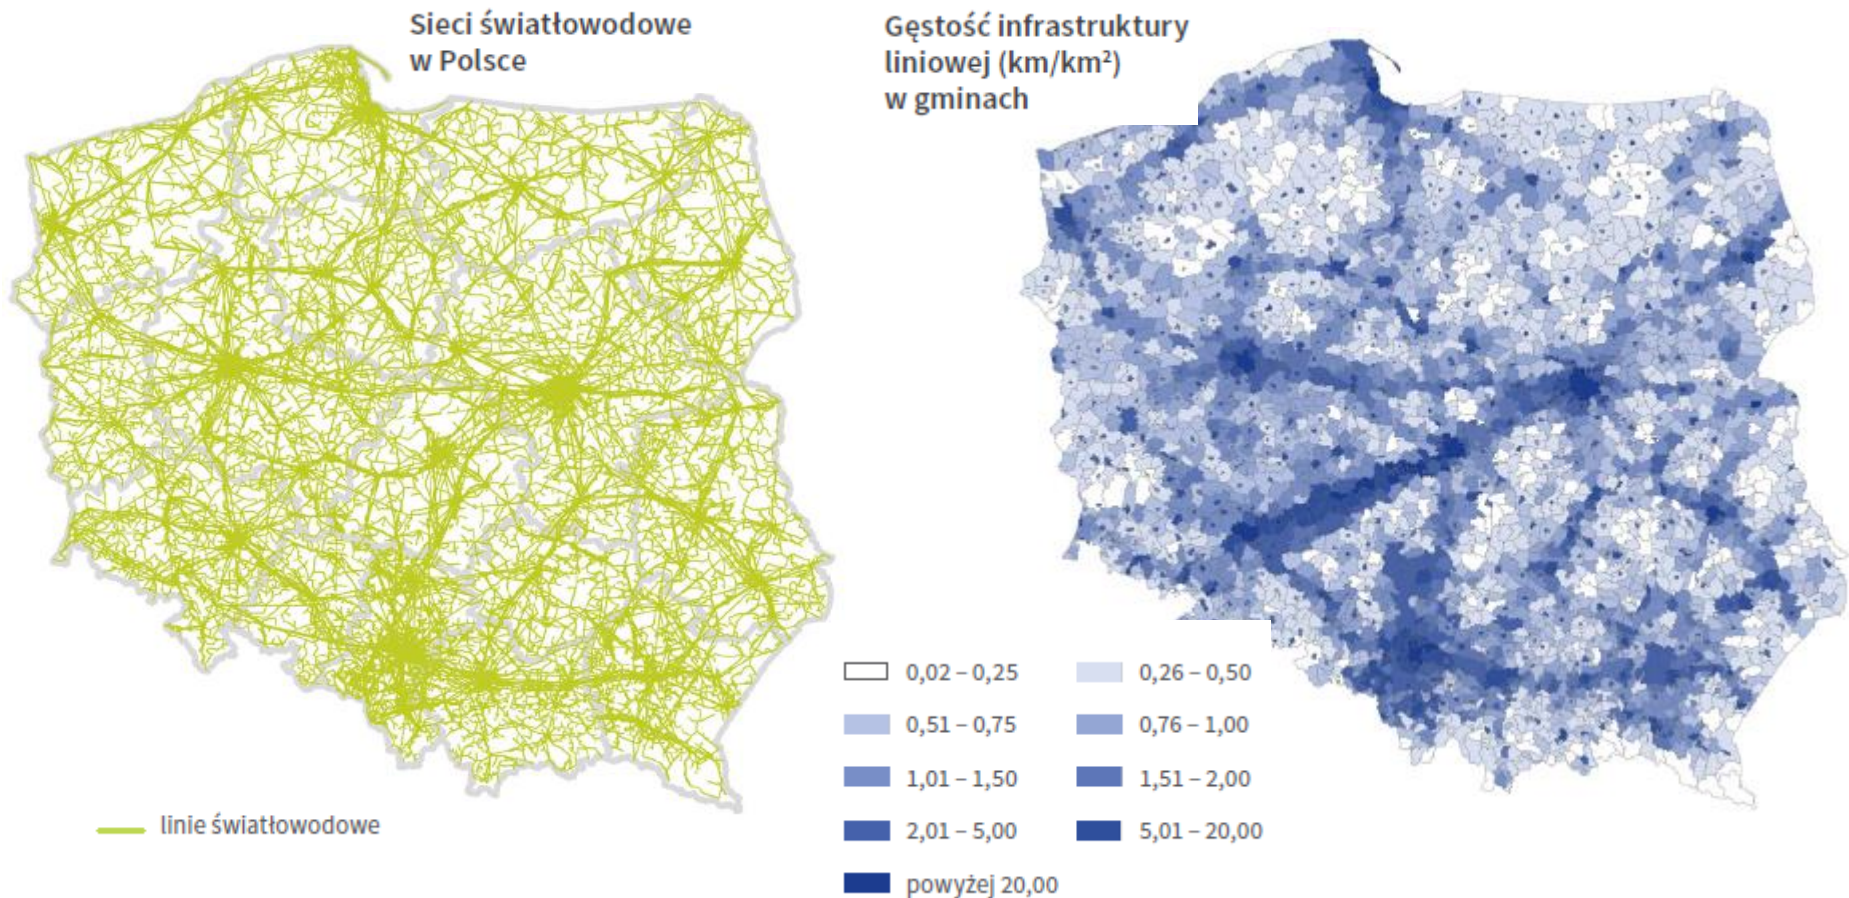 Sieci światłowodowe
w Polsce
linie światłowodowe
Gęstość infrastruktury
liniowej (km/km²)
w gminach
0,02 – 0,25
0,26 – 0,50
0,51 – 0,75
0,76 – 1,00
1,01 – 1,50
1,51 – 2,00
2,01 – 5,00
5,01 – 20,00
powyżej 20,00